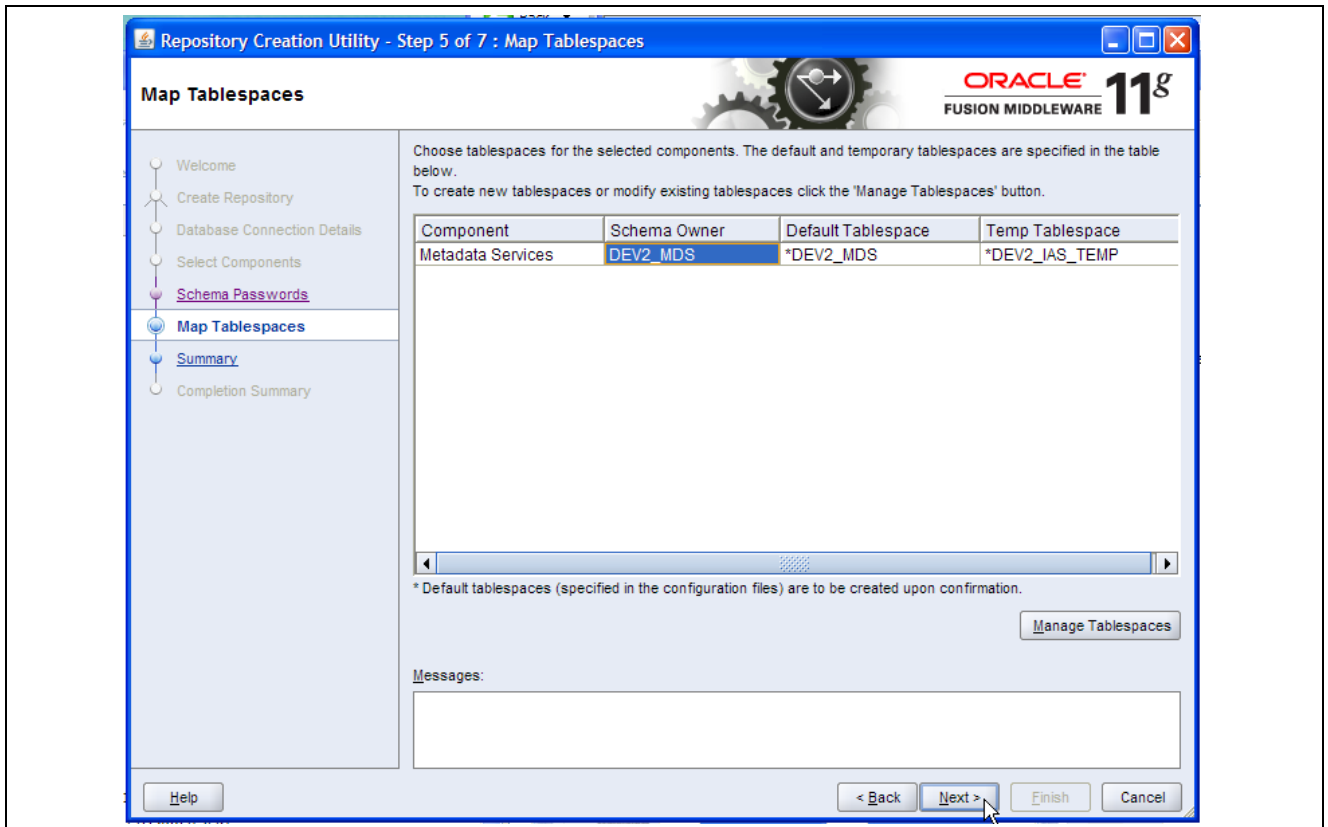 Repository Creation Utility - Step 5 of 7 : Map Tablespaces
Map Tablespaces
ORACLE
FUSION MIDDLEWARE
11g
Welcome
Create Repository
Database Connection Details
Select Components
Schema Passwords
Map Tablespaces
Summary
Completion Summary
Choose tablespaces for the selected components. The default and temporary tablespaces are specified in the table
below.
To create new tablespaces or modify existing tablespaces click the 'Manage Tablespaces' button.
Component Schema Owner Default Tablespace Temp Tablespace
Metadata Services DEV2_MDS *DEV2_MDS *DEV2_IAS_TEMP
* Default tablespaces (specified in the configuration files) are to be created upon confirmation.
Manage Tablespaces
Messages:
Help < Back Next > Finish Cancel